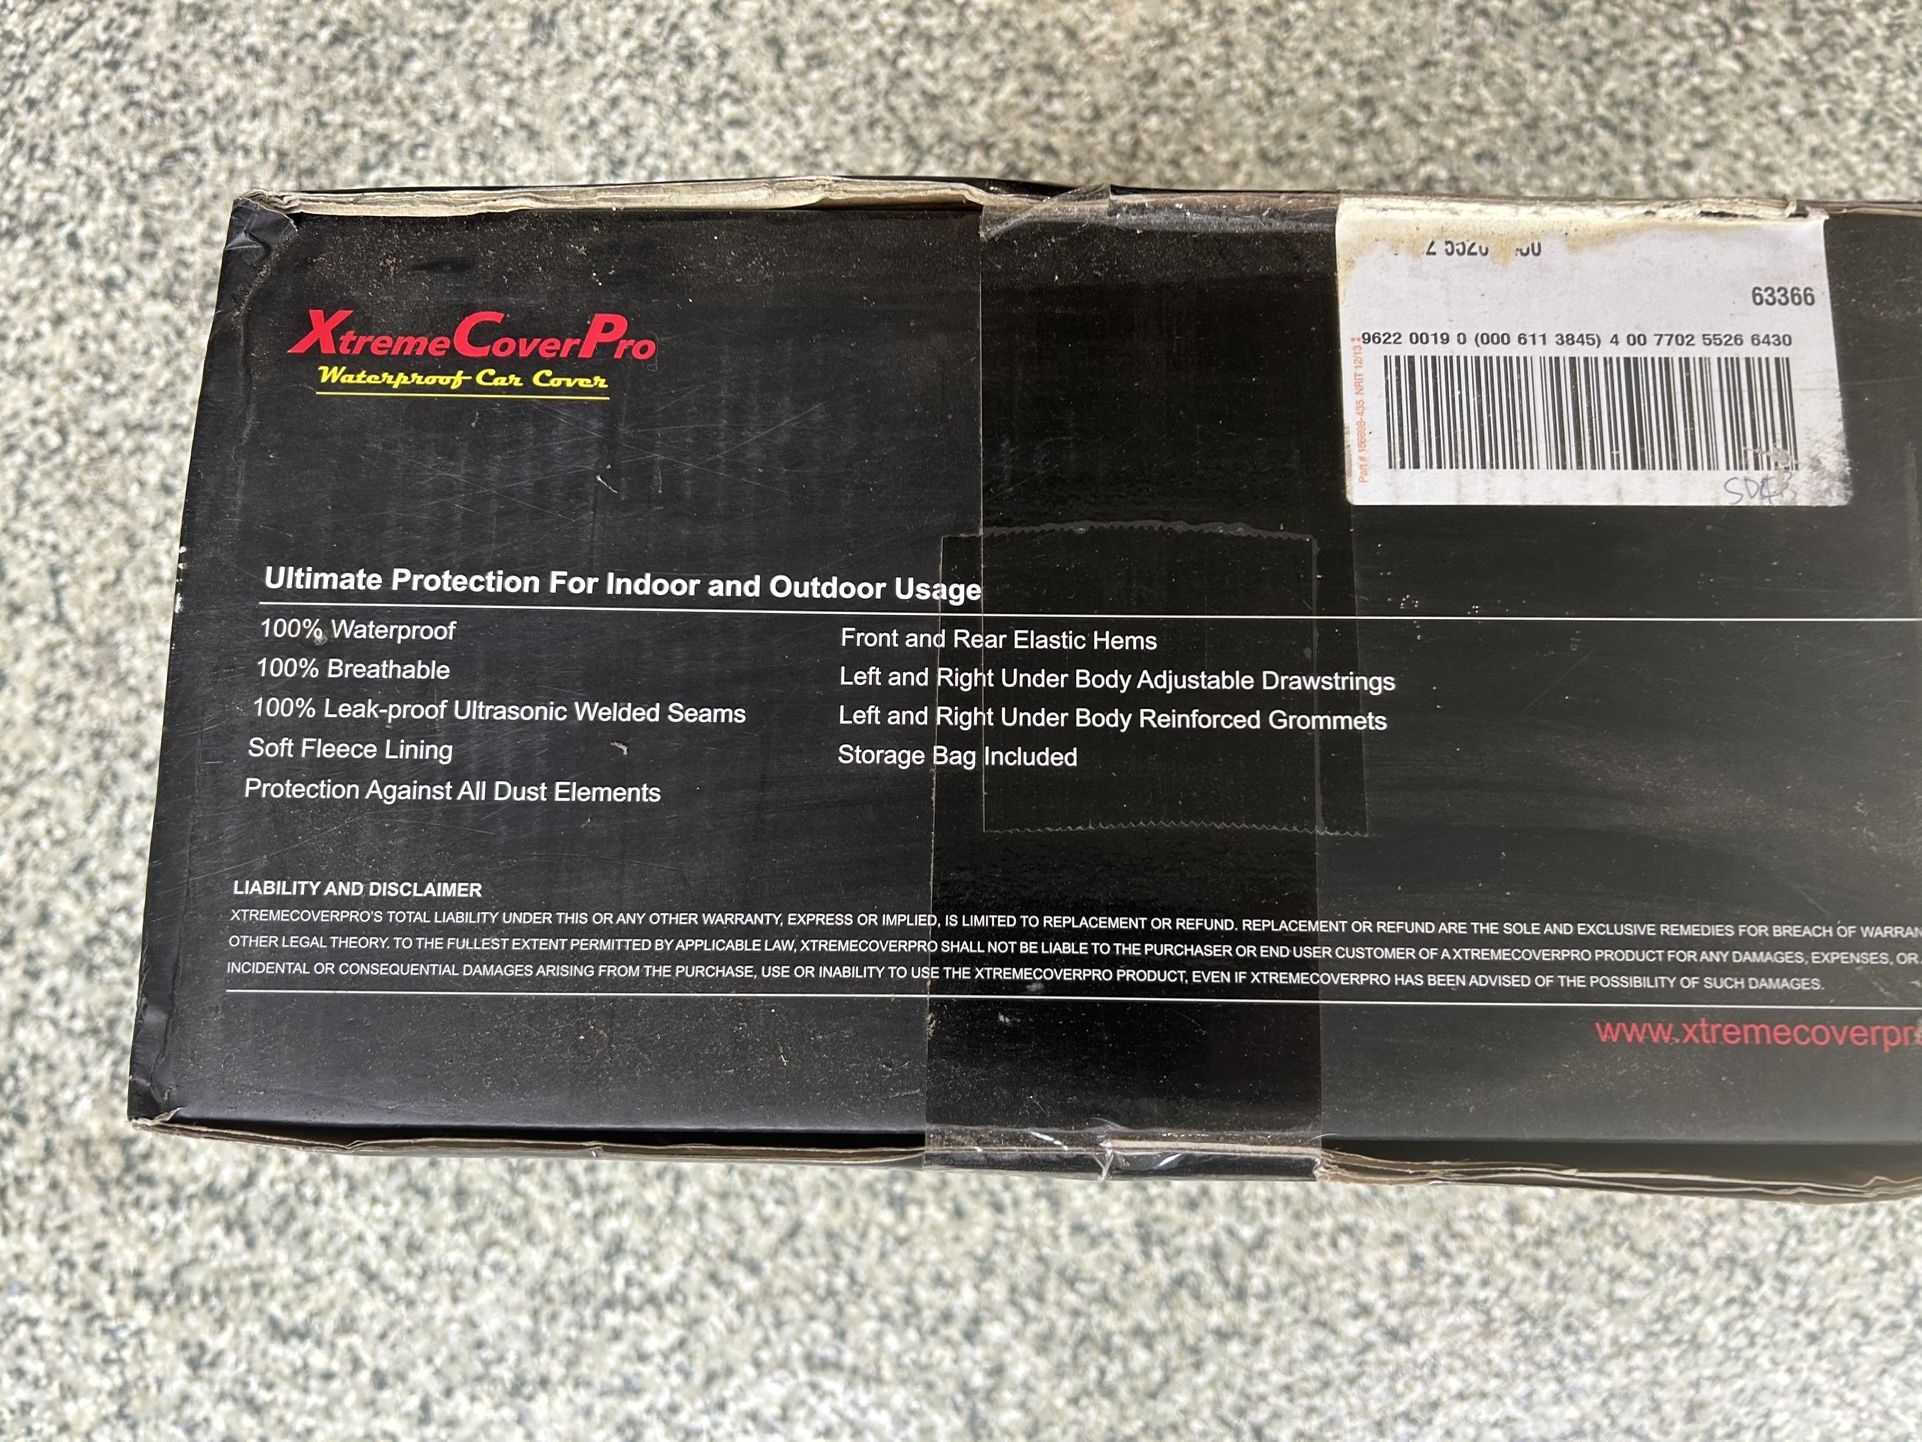 XtremeCoverPro
Waterproof Car Cover
63366
9622 0019 0 (000 611 3845) 4 00 7702 5526 6430
Part # 156698-435 NRIT 12/13
SD43
Ultimate Protection For Indoor and Outdoor Usage
100% Waterproof
100% Breathable
100% Leak-proof Ultrasonic Welded Seams
Soft Fleece Lining
Protection Against All Dust Elements
Front and Rear Elastic Hems
Left and Right Under Body Adjustable Drawstrings
Left and Right Under Body Reinforced Grommets
Storage Bag Included
LIABILITY AND DISCLAIMER
XTREMECOVERPRO'S TOTAL LIABILITY UNDER THIS OR ANY OTHER WARRANTY, EXPRESS OR IMPLIED, IS LIMITED TO REPLACEMENT OR REFUND. REPLACEMENT OR REFUND ARE THE SOLE AND EXCLUSIVE REMEDIES FOR BREACH OF WARRAN
OTHER LEGAL THEORY. TO THE FULLEST EXTENT PERMITTED BY APPLICABLE LAW, XTREMECOVERPRO SHALL NOT BE LIABLE TO THE PURCHASER OR END USER CUSTOMER OF A XTREMECOVERPRO PRODUCT FOR ANY DAMAGES, EXPENSES, OR
INCIDENTAL OR CONSEQUENTIAL DAMAGES ARISING FROM THE PURCHASE, USE OR INABILITY TO USE THE XTREMECOVERPRO PRODUCT, EVEN IF XTREMECOVERPRO HAS BEEN ADVISED OF THE POSSIBILITY OF SUCH DAMAGES.
www.xtremecoverpr